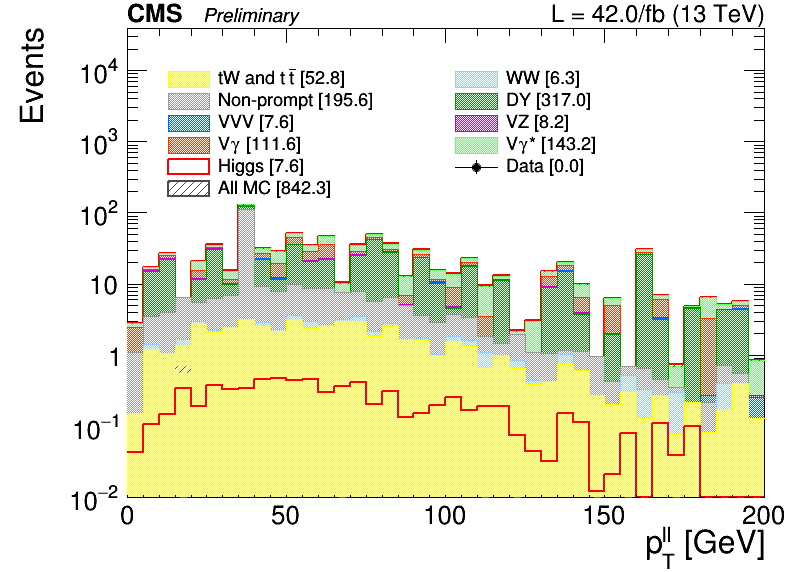 CMS Preliminary L = 42.0/fb (13 TeV)
Events
10⁴
10³
10²
10
1
10⁻¹
10⁻²
tW and t t̄ [52.8]
Non-prompt [195.6]
VVV [7.6]
Vγ [111.6]
Higgs [7.6]
All MC [842.3]
WW [6.3]
DY [317.0]
VZ [8.2]
Vγ* [143.2]
Data [0.0]
0 50 100 150 200
p_T^ll [GeV]